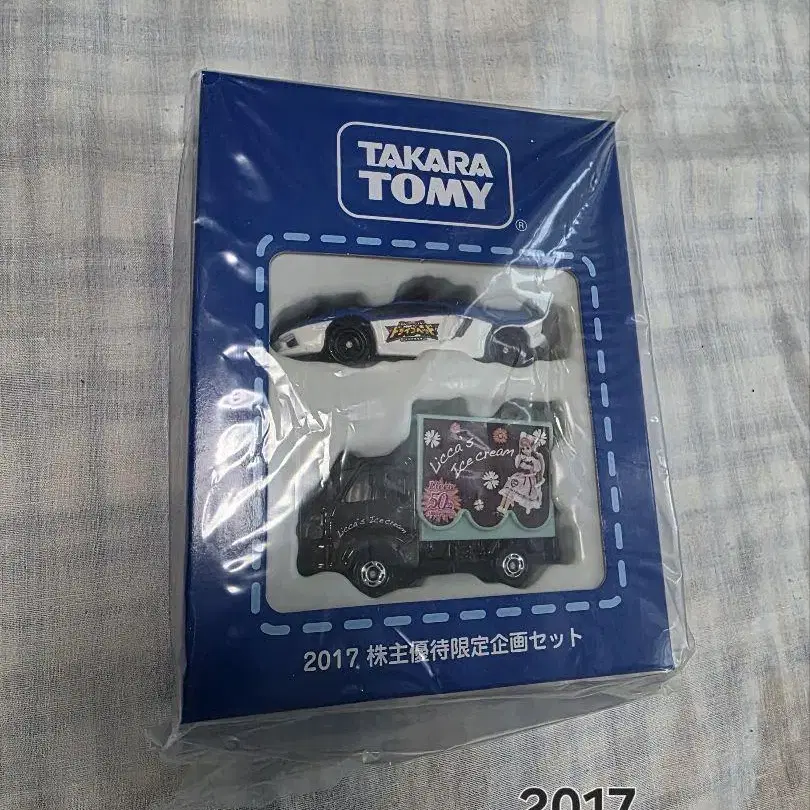 TAKARA
TOMY
®
Licca's
Ice cream
50th
Licca's Ice cream
2017 株主優待限定企画セット
2017